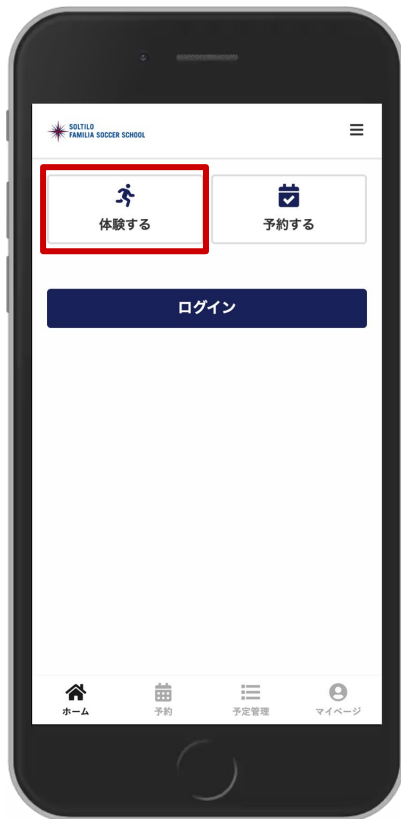 SOLTILO
FAMILIA SOCCER SCHOOL
体験する
予約する
ログイン
ホーム
予約
予定管理
マイページ